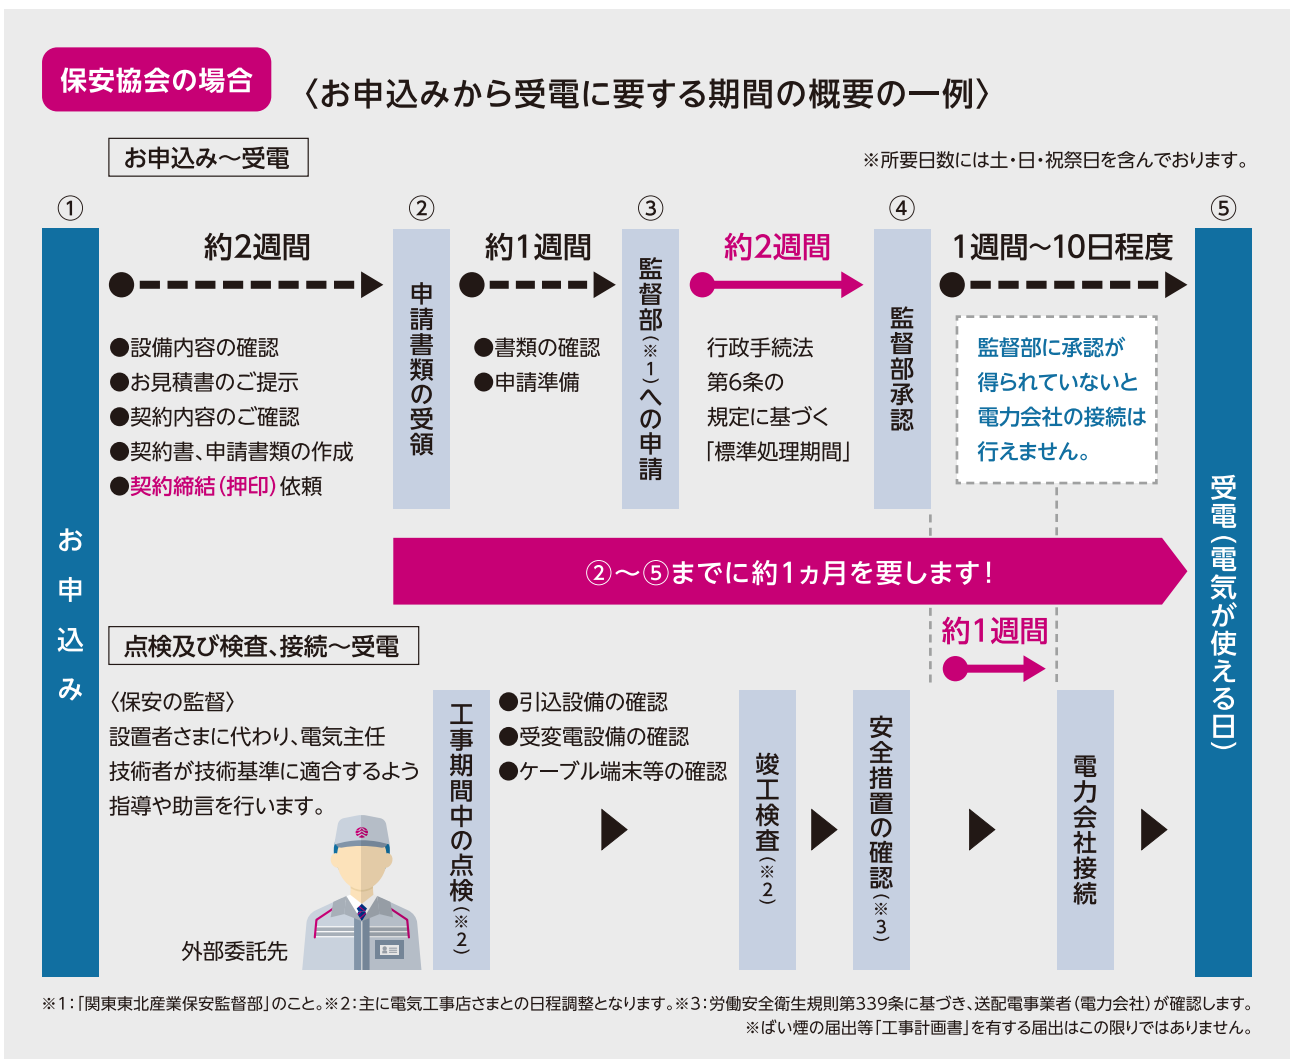 保安協会の場合
〈お申込みから受電に要する期間の概要の一例〉
お申込み～受電
※所要日数には土・日・祝祭日を含んでおります。
①
②
③
④
⑤
約2週間
約1週間
約2週間
1週間～10日程度
お申込み
●設備内容の確認
●お見積書のご提示
●契約内容のご確認
●契約書、申請書類の作成
●契約締結（押印）依頼
申請書類の受領
●書類の確認
●申請準備
監督部（※1）への申請
行政手続法
第6条の
規定に基づく
「標準処理期間」
監督部承認
監督部に承認が
得られていないと
電力会社の接続は
行えません。
受電（電気が使える日）
②～⑤までに約1ヵ月を要します！
約1週間
点検及び検査、接続～受電
〈保安の監督〉
設置者さまに代わり、電気主任
技術者が技術基準に適合するよう
指導や助言を行います。
外部委託先
工事期間中の点検（※2）
●引込設備の確認
●受変電設備の確認
●ケーブル端末等の確認
竣工検査（※2）
安全措置の確認（※3）
電力会社接続
※1：「関東東北産業保安監督部」のこと。※2：主に電気工事店さまとの日程調整となります。※3：労働安全衛生規則第339条に基づき、送配電事業者（電力会社）が確認します。
※ばい煙の届出等「工事計画書」を有する届出はこの限りではありません。